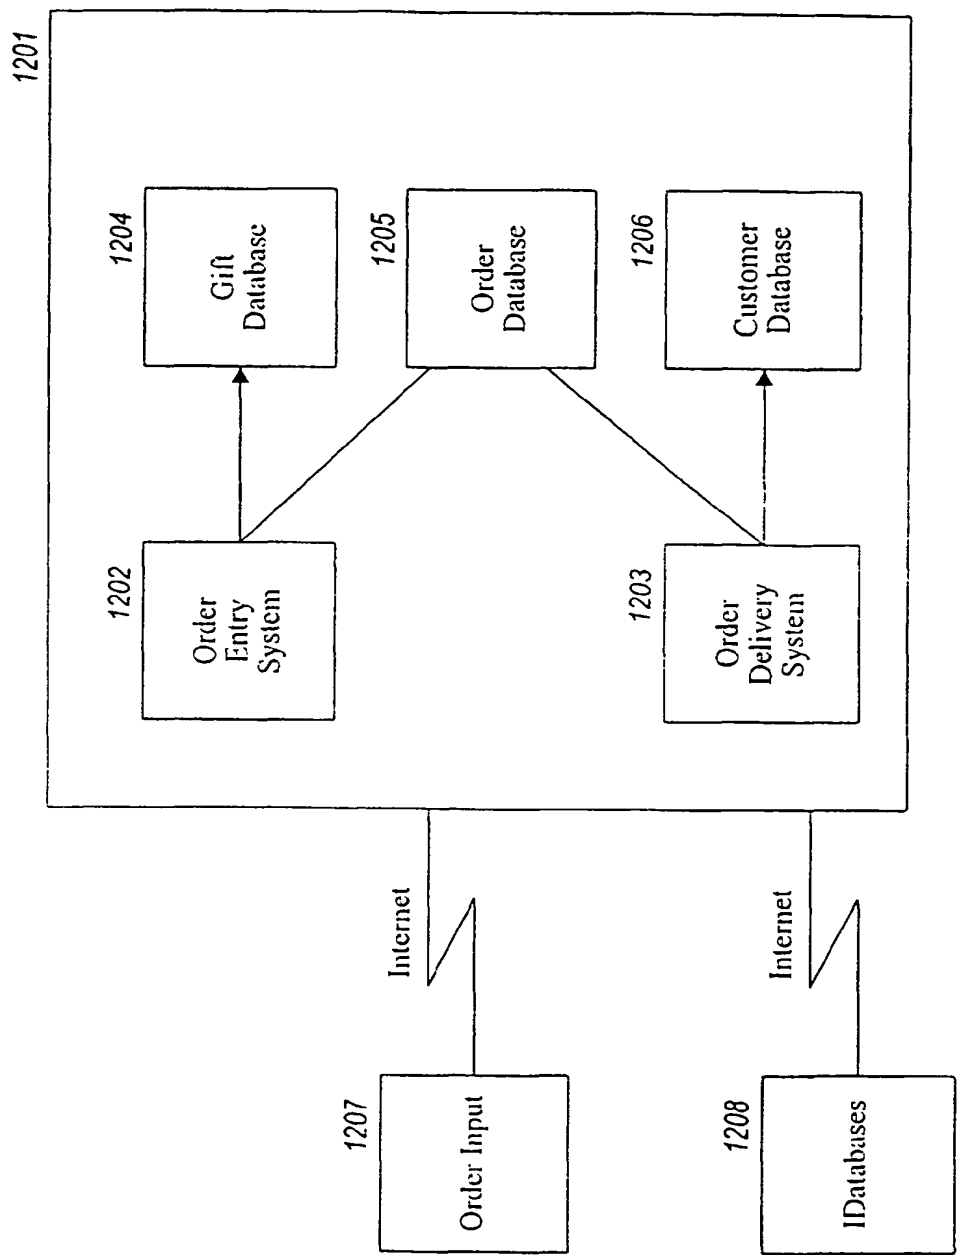 1201
1202
Order
Entry
System
1204
Gift
Database
1207
Order Input
Internet
1205
Order
Database
1203
Order
Delivery
System
1206
Customer
Database
1208
IDatabases
Internet